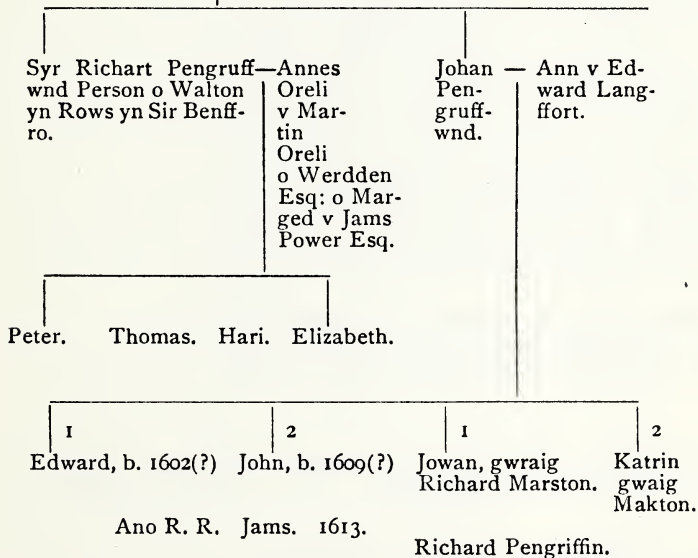 Syr Richart Pengruff—Annes
wnd Person o Walton
yn Rows yn Sir Benff-
ro.
Oreli
v Mar-
tin
Oreli
o Werdden
Esq: o Mar-
ged v Jams
Power Esq.
Johan — Ann v Ed-
Pen-
gruff-
wnd.
ward Lang-
ffort.
Peter. Thomas. Hari. Elizabeth.
1 2 1 2
Edward, b. 1602(?) John, b. 1609(?)
Jowan, gwraig
Richard Marston.
Katrin
gwaig
Makton.
Ano R. R. Jams. 1613.
Richard Pengriffin.